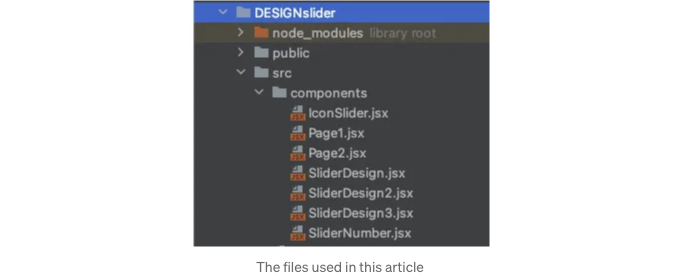 DESIGNslider
node_modules library root
public
src
components
IconSlider.jsx
Page1.jsx
Page2.jsx
SliderDesign.jsx
SliderDesign2.jsx
SliderDesign3.jsx
SliderNumber.jsx
The files used in this article